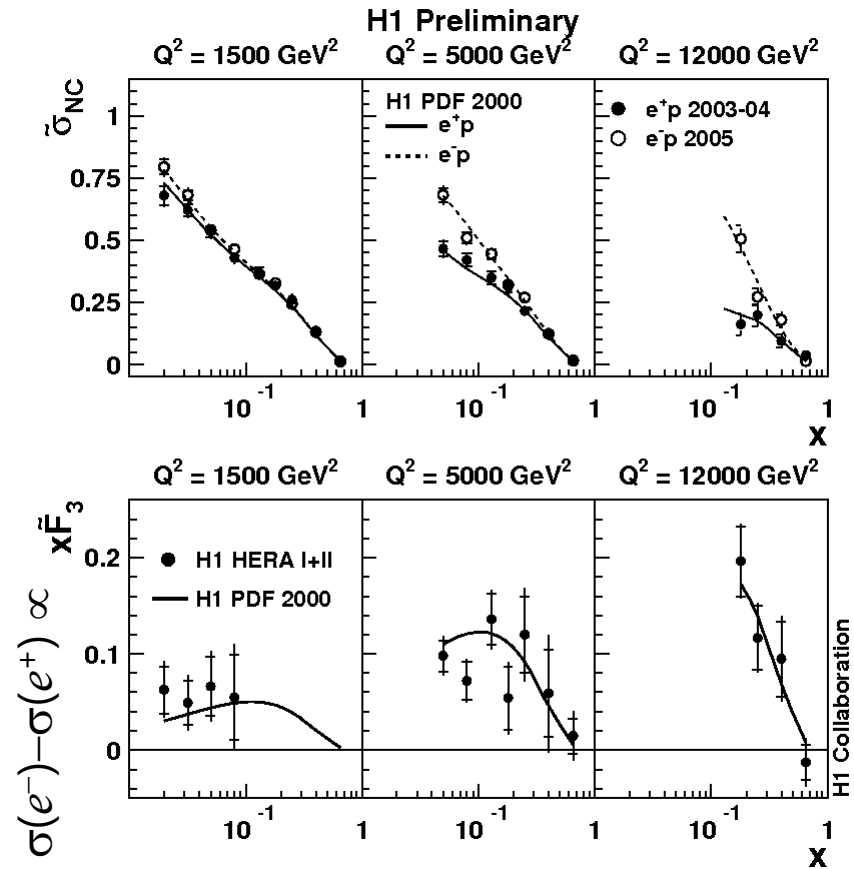 H1 Preliminary
Q² = 1500 GeV²
Q² = 5000 GeV²
Q² = 12000 GeV²
σ̃NC
1
0.75
0.5
0.25
0
H1 PDF 2000
e⁺p
e⁻p
e⁺p 2003-04
e⁻p 2005
10⁻¹ 1 10⁻¹ 1 10⁻¹ 1
x
Q² = 1500 GeV²
Q² = 5000 GeV²
Q² = 12000 GeV²
σ(e⁻)−σ(e⁺) ∝ xF̃₃
0.2
0.1
0
H1 HERA I+II
H1 PDF 2000
10⁻¹ 1 10⁻¹ 1 10⁻¹ 1
x
H1 Collaboration